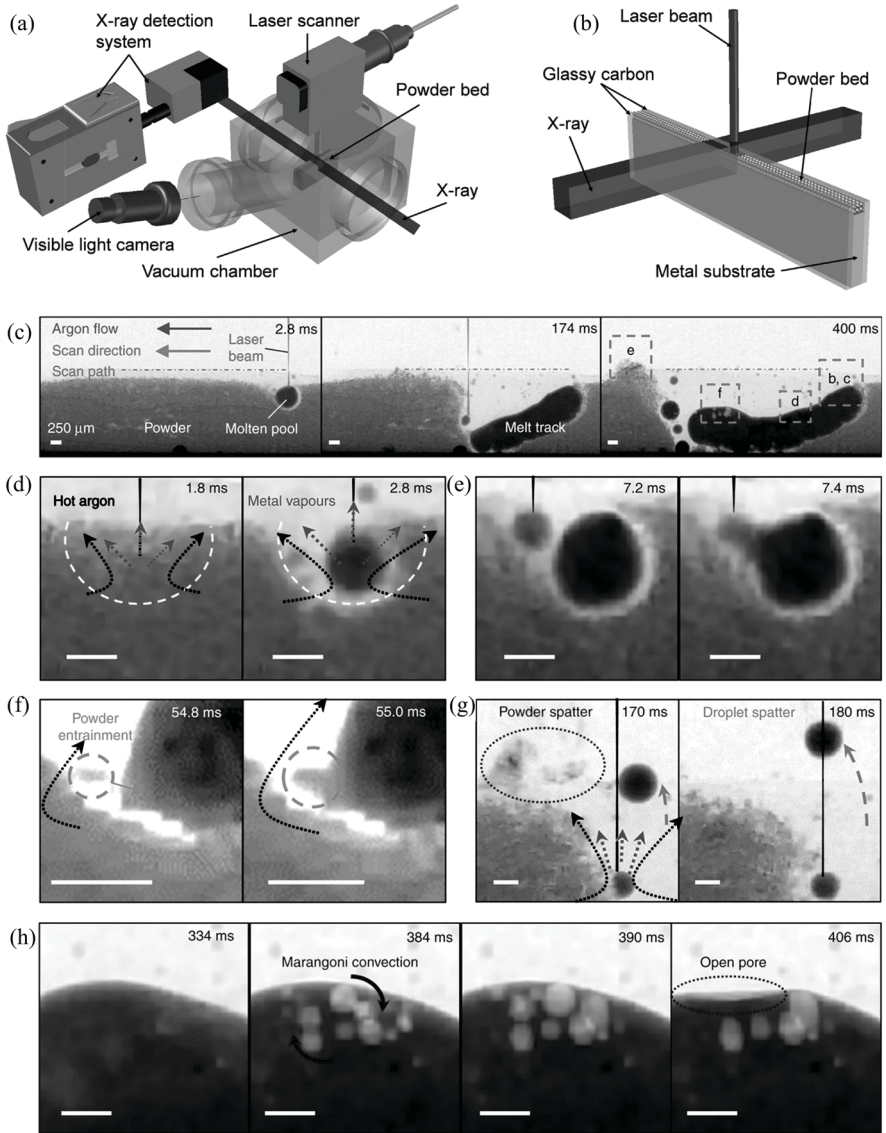 (a)
X-ray detection
system
Laser scanner
Powder bed
X-ray
Visible light camera
Vacuum chamber
(b)
Laser beam
Glassy carbon
Powder bed
X-ray
Metal substrate
(c)
Argon flow
2.8 ms
Scan direction
Laser
beam
Scan path
250 μm
Powder
Molten pool
174 ms
Melt track
400 ms
e
f
d
b, c
(d)
Hot argon
1.8 ms
Metal vapours
2.8 ms
(e)
7.2 ms
7.4 ms
(f)
Powder
entrainment
54.8 ms
55.0 ms
(g)
Powder spatter
170 ms
Droplet spatter
180 ms
(h)
334 ms
384 ms
Marangoni convection
390 ms
406 ms
Open pore